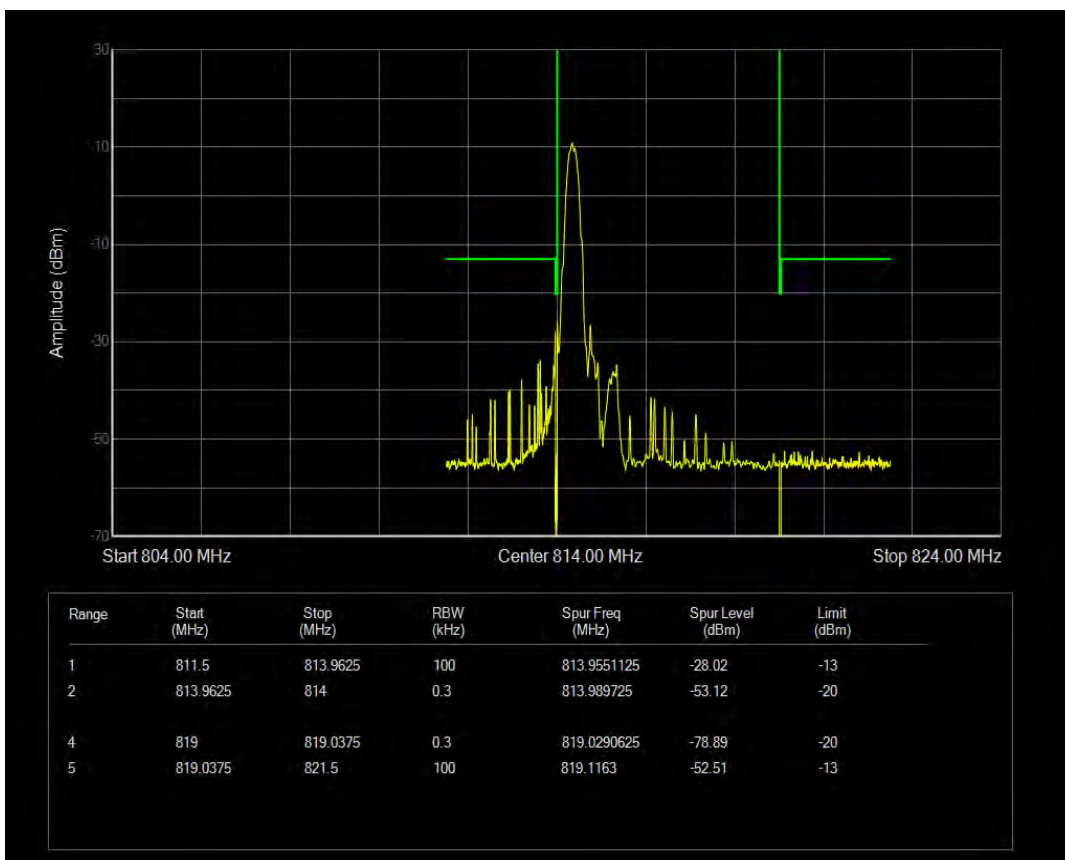 30
10
-10
-30
-50
-70
Amplitude (dBm)
Start 804.00 MHz Center 814.00 MHz Stop 824.00 MHz
Range Start (MHz) Stop (MHz) RBW (kHz) Spur Freq (MHz) Spur Level (dBm) Limit (dBm)
1 811.5 813.9625 100 813.9551125 -28.02 -13
2 813.9625 814 0.3 813.989725 -53.12 -20
4 819 819.0375 0.3 819.0290625 -78.89 -20
5 819.0375 821.5 100 819.1163 -52.51 -13